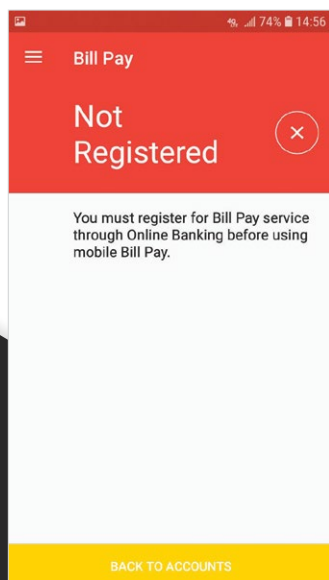 4G 74% 14:56
Bill Pay
Not
Registered
You must register for Bill Pay service
through Online Banking before using
mobile Bill Pay.
BACK TO ACCOUNTS